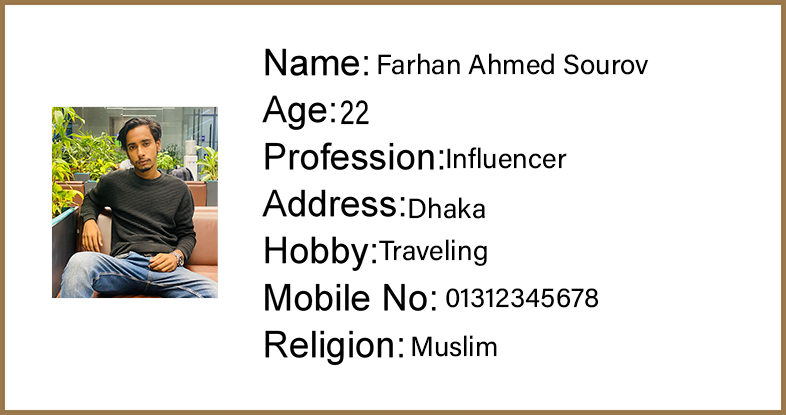 Name: Farhan Ahmed Sourov
Age:22
Profession:Influencer
Address:Dhaka
Hobby:Traveling
Mobile No: 01312345678
Religion: Muslim